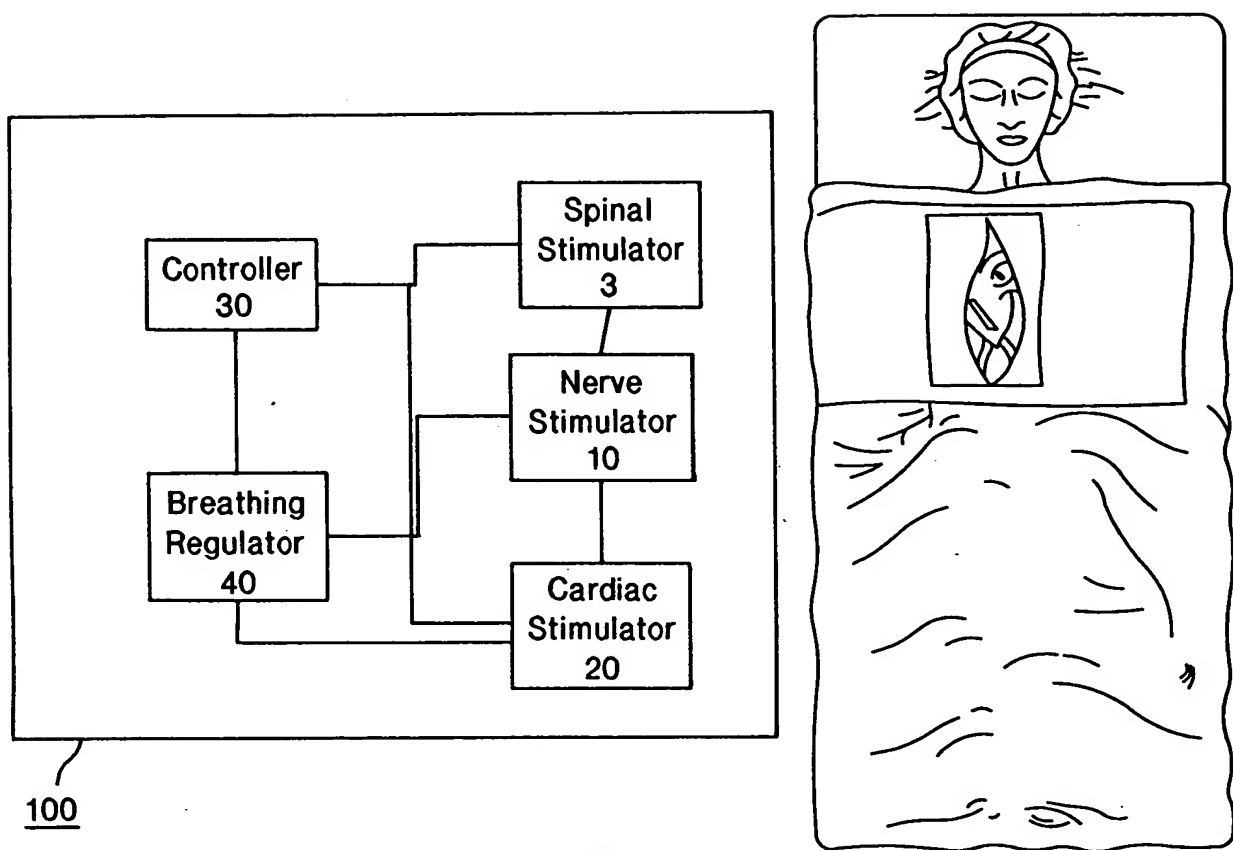 Spinal
Stimulator
3
Controller
30
Nerve
Stimulator
10
Breathing
Regulator
40
Cardiac
Stimulator
20
100